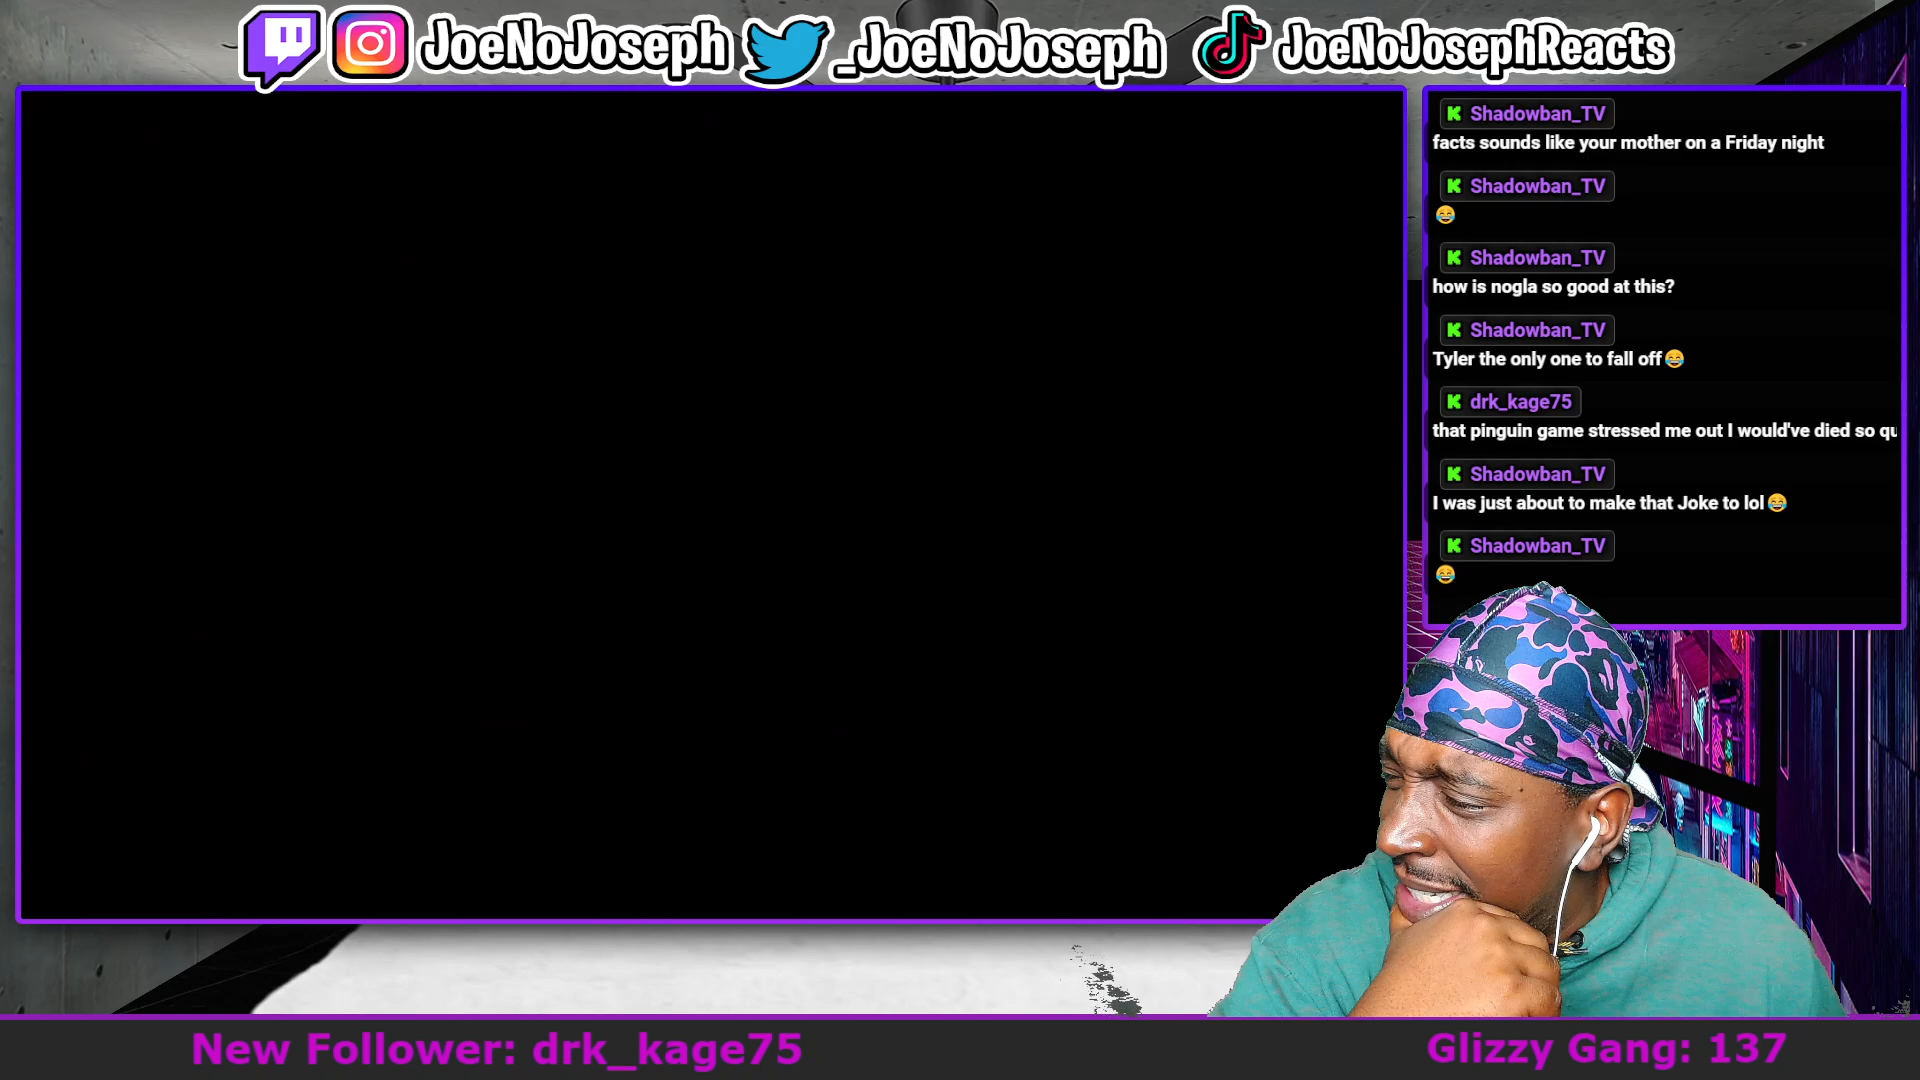 JoeNoJoseph
_JoeNoJoseph
JoeNoJosephReacts
Shadowban_TV
facts sounds like your mother on a Friday night
Shadowban_TV
😂
Shadowban_TV
how is nogla so good at this?
Shadowban_TV
Tyler the only one to fall off😂
drk_kage75
that pinguin game stressed me out I would've died so qu
Shadowban_TV
I was just about to make that Joke to lol😂
Shadowban_TV
😂
New Follower: drk_kage75
Glizzy Gang: 137